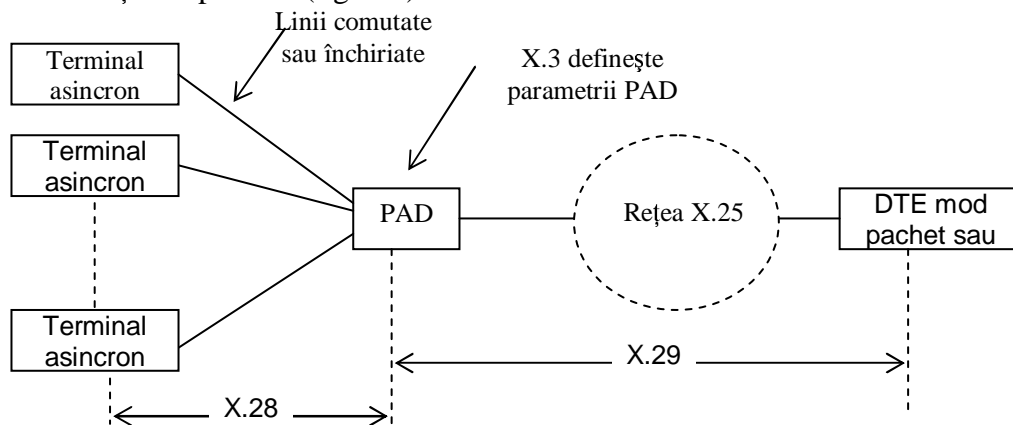 Linii comutate
sau închiriate
Terminal
asincron
X.3 defineşte
parametrii PAD
Terminal
asincron
PAD
Reţea X.25
DTE mod
pachet sau
Terminal
asincron
X.29
X.28